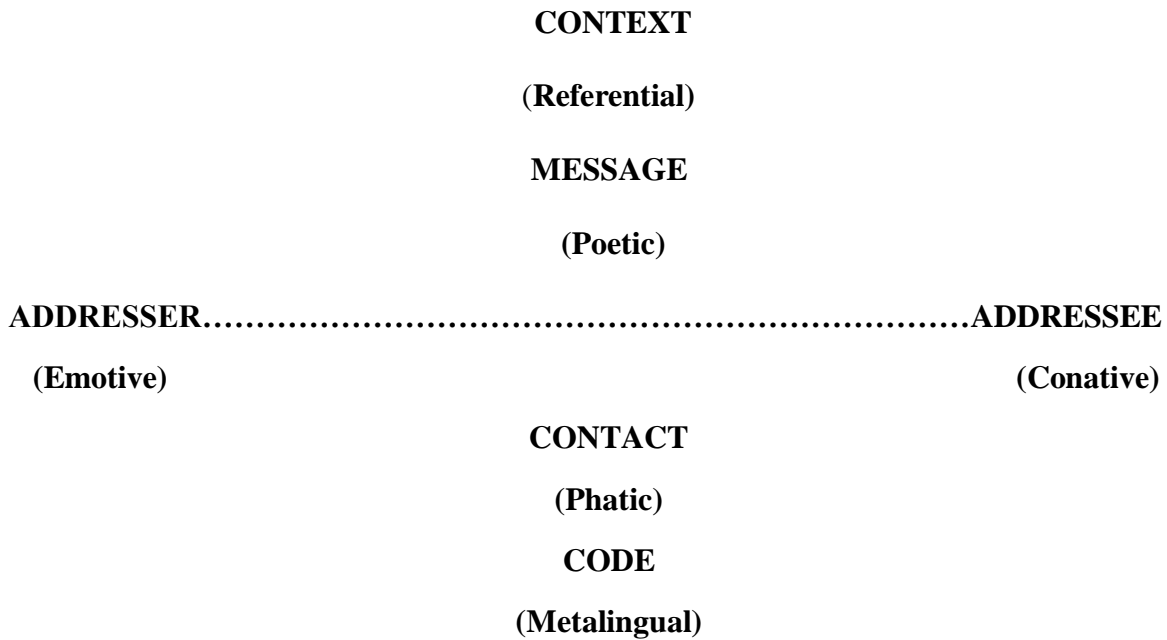 CONTEXT
(Referential)
MESSAGE
(Poetic)
ADDRESSER……………………………………………………………ADDRESSEE
(Emotive) (Conative)
CONTACT
(Phatic)
CODE
(Metalingual)